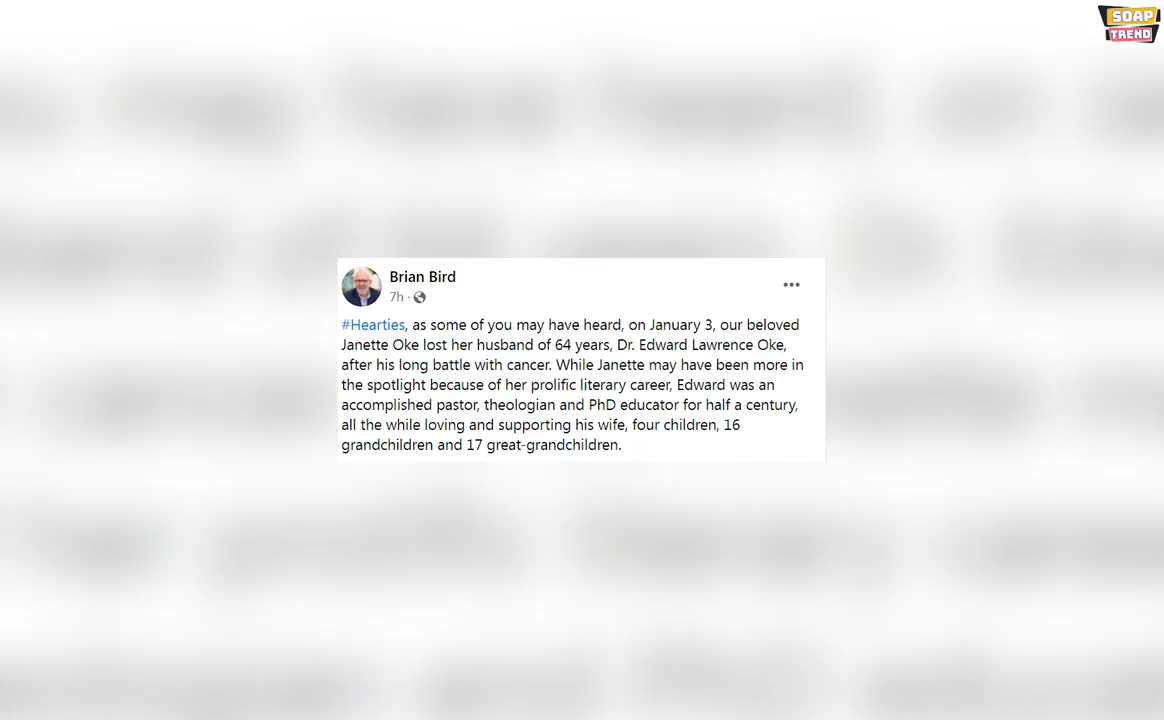 SOAP
TREND
Brian Bird
7h ·
#Hearties, as some of you may have heard, on January 3, our beloved
Janette Oke lost her husband of 64 years, Dr. Edward Lawrence Oke,
after his long battle with cancer. While Janette may have been more in
the spotlight because of her prolific literary career, Edward was an
accomplished pastor, theologian and PhD educator for half a century,
all the while loving and supporting his wife, four children, 16
grandchildren and 17 great-grandchildren.